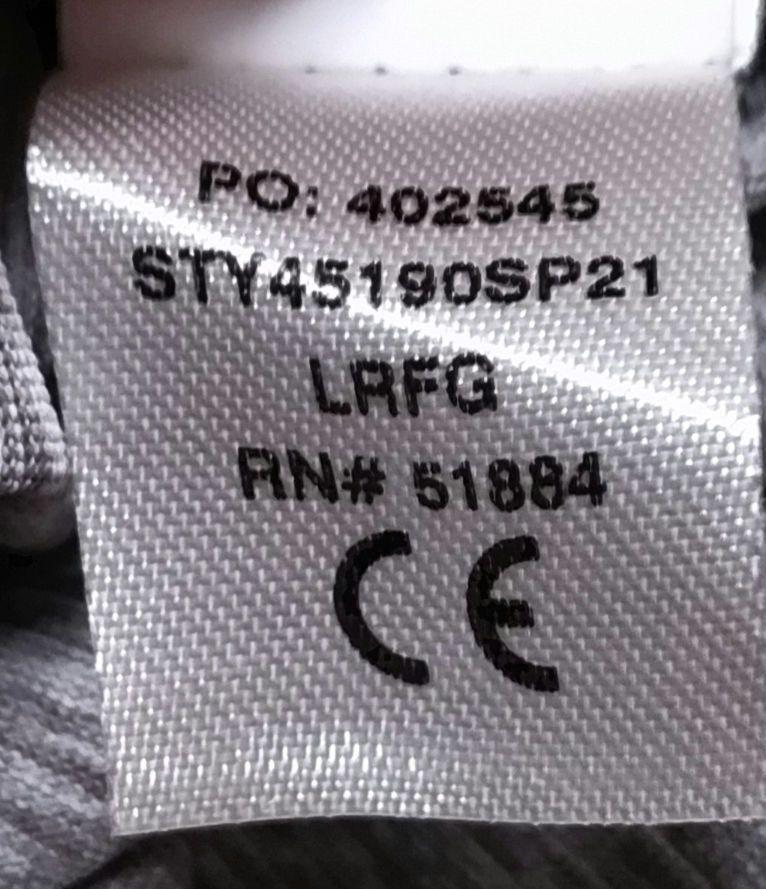 PO: 402545
STY45190SP21
LRFG
RN# 51884
CE